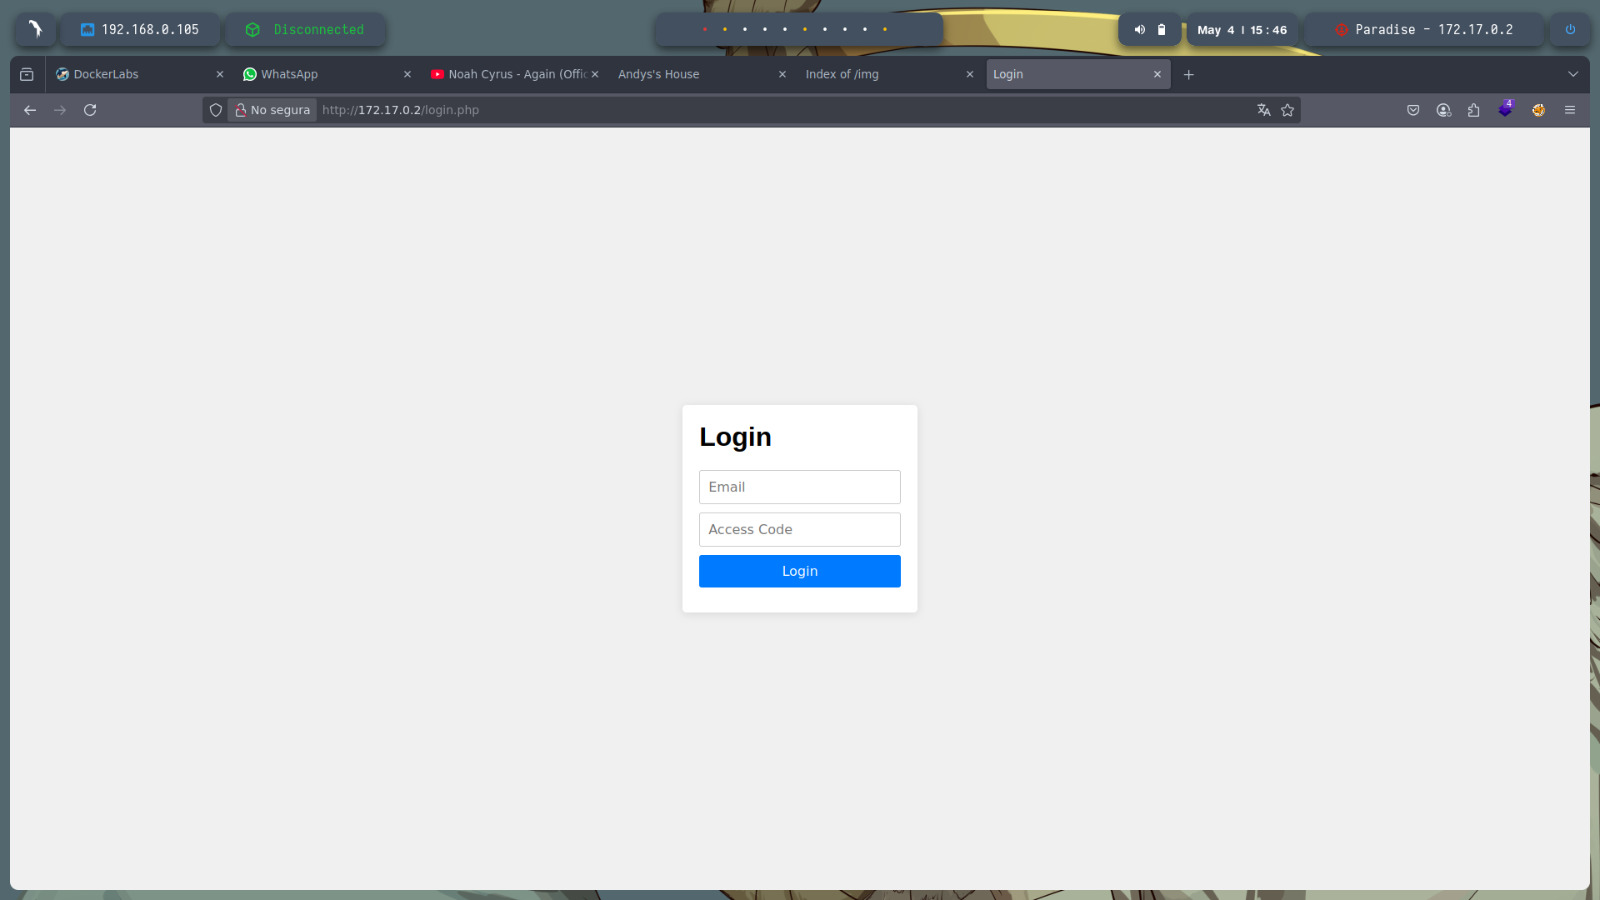 192.168.0.105
Disconnected
May 4 | 15:46
Paradise - 172.17.0.2
DockerLabs
WhatsApp
Noah Cyrus - Again (Offic
Andys's House
Index of /img
Login
No segura
http://172.17.0.2/login.php
4
Login
Email
Access Code
Login